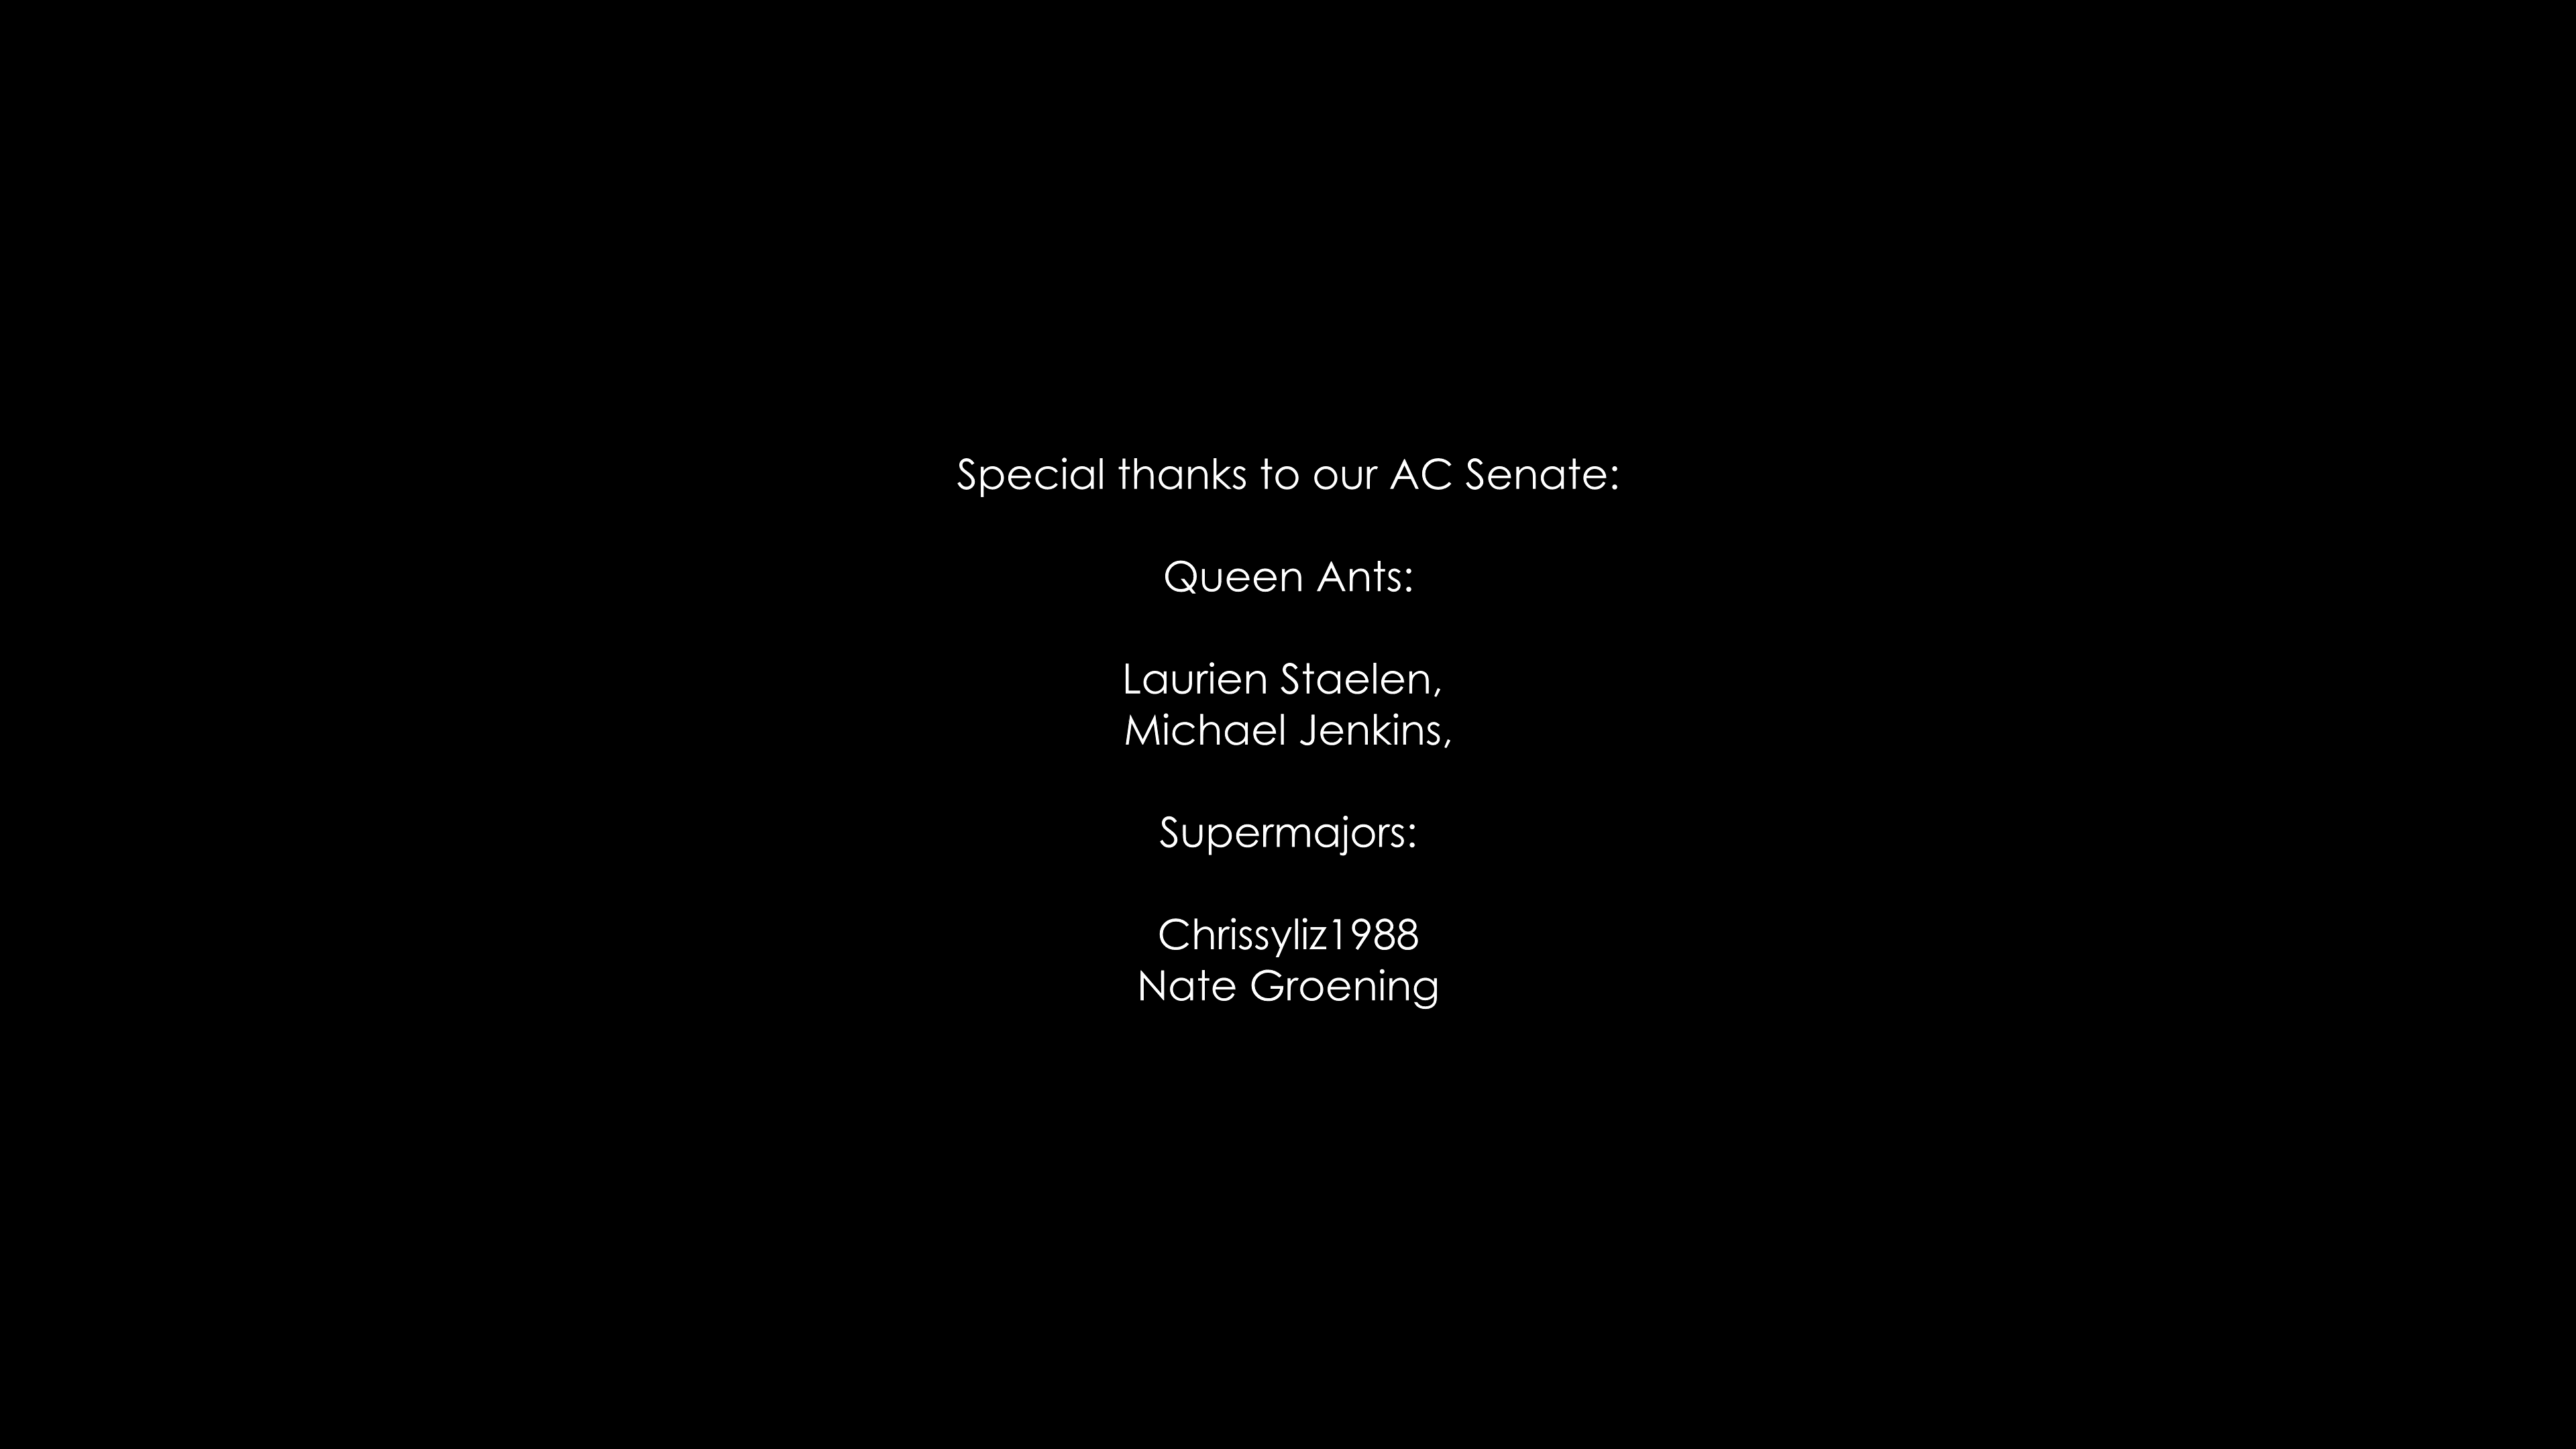 Special thanks to our AC Senate:
Queen Ants:
Laurien Staelen,
Michael Jenkins,
Supermajors:
Chrissyliz1988
Nate Groening